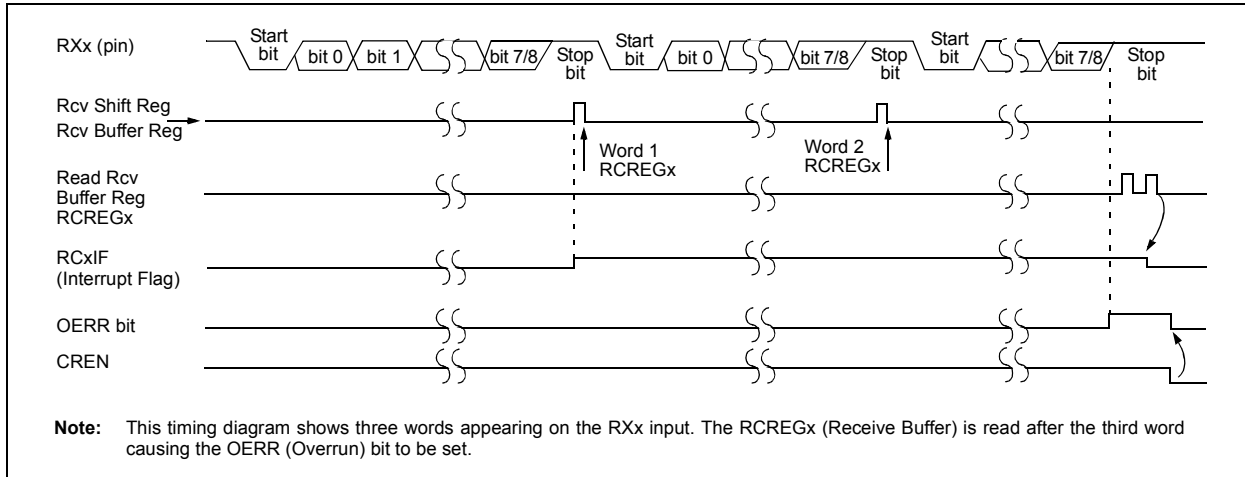 RXx (pin)
Start
bit
bit 0
bit 1
bit 7/8
Stop
bit
Start
bit
bit 0
bit 7/8
Stop
bit
Start
bit
bit 7/8
Stop
bit
Rcv Shift Reg
Rcv Buffer Reg
Word 1
RCREGx
Word 2
RCREGx
Read Rcv
Buffer Reg
RCREGx
RCxIF
(Interrupt Flag)
OERR bit
CREN
Note: This timing diagram shows three words appearing on the RXx input. The RCREGx (Receive Buffer) is read after the third word
causing the OERR (Overrun) bit to be set.